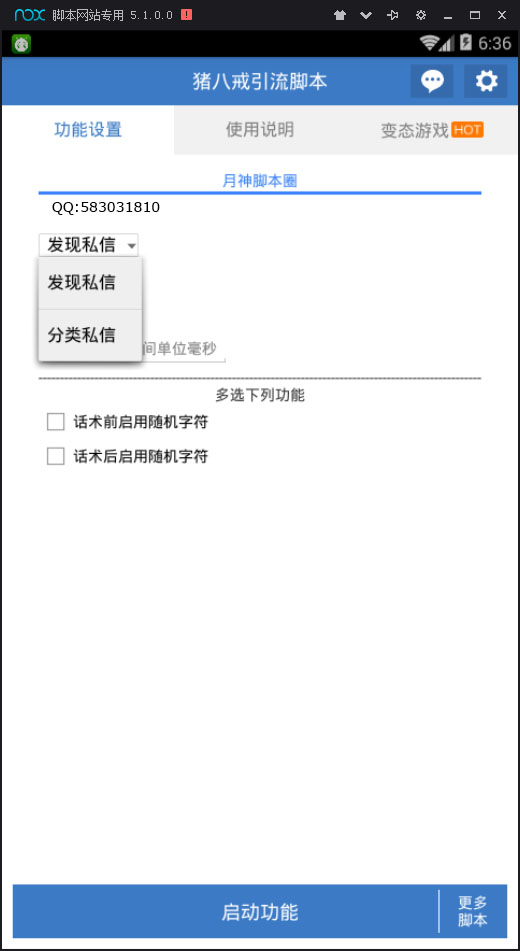 nox 脚本网站专用 5.1.0.0
6:36
猪八戒引流脚本
功能设置 使用说明 变态游戏 HOT
月神脚本圈
QQ:583031810
发现私信
发现私信
分类私信
间单位毫秒
多选下列功能
话术前启用随机字符
话术后启用随机字符
启动功能 更多
脚本